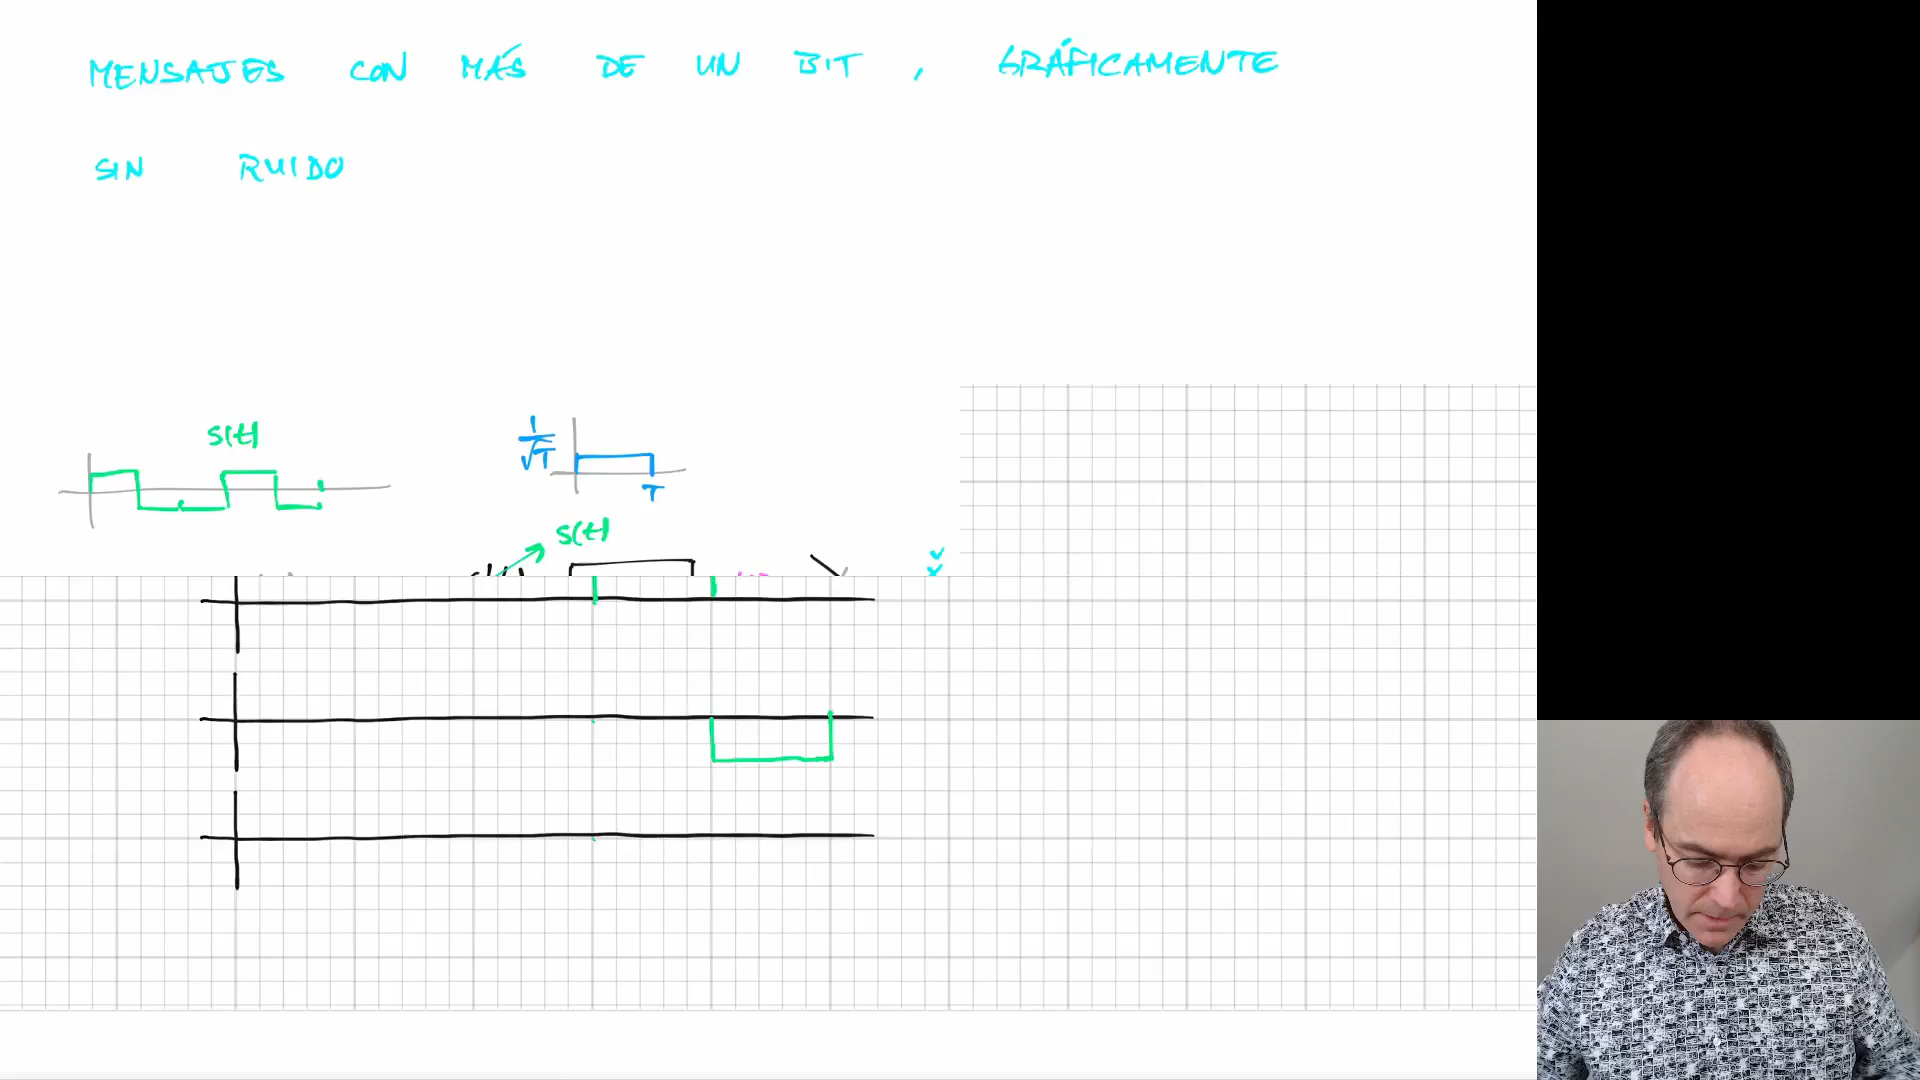 MENSAJES CON MÁS DE UN BIT, GRÁFICAMENTE
SIN RUIDO
S(t)
1/√T
T
S(t)